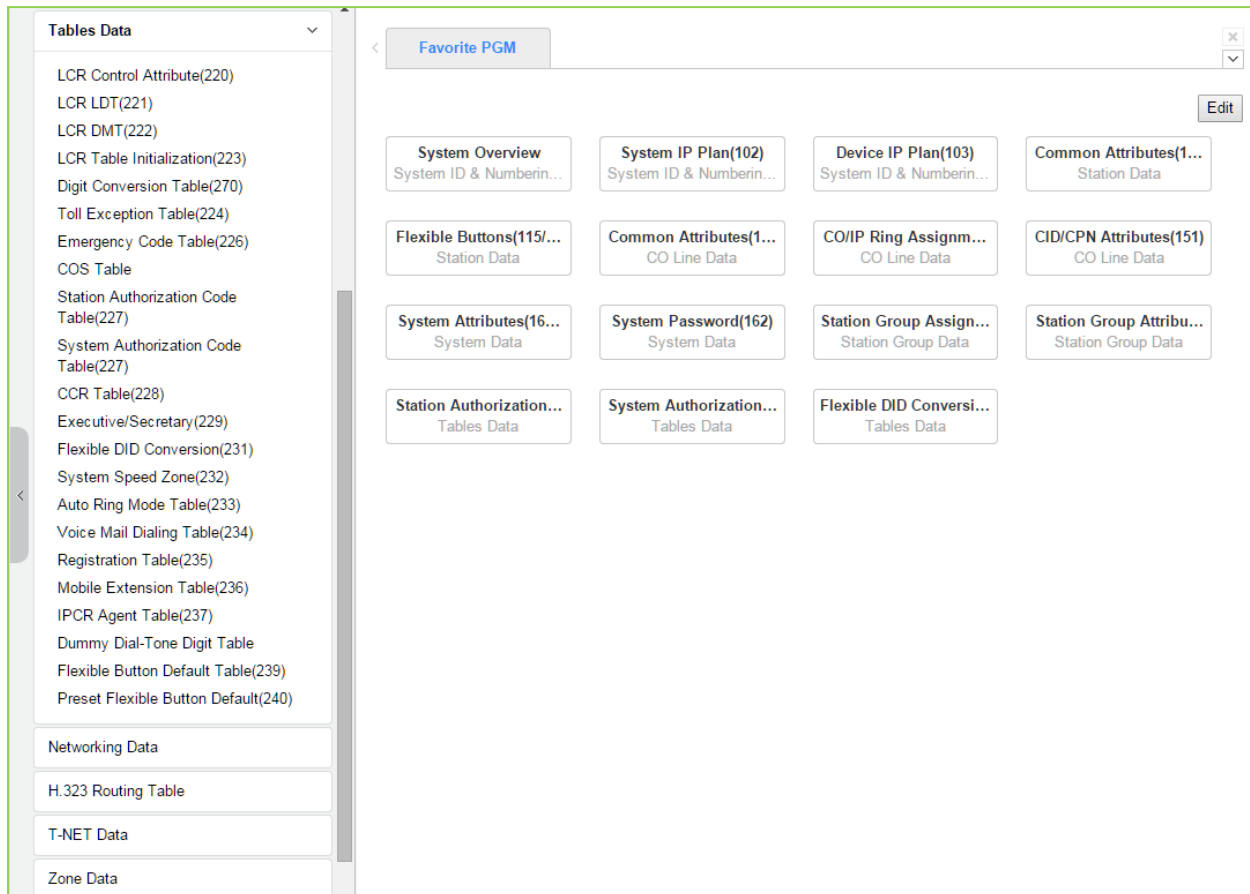 Tables Data
LCR Control Attribute(220)
LCR LDT(221)
LCR DMT(222)
LCR Table Initialization(223)
Digit Conversion Table(270)
Toll Exception Table(224)
Emergency Code Table(226)
COS Table
Station Authorization Code
Table(227)
System Authorization Code
Table(227)
CCR Table(228)
Executive/Secretary(229)
Flexible DID Conversion(231)
System Speed Zone(232)
Auto Ring Mode Table(233)
Voice Mail Dialing Table(234)
Registration Table(235)
Mobile Extension Table(236)
IPCR Agent Table(237)
Dummy Dial-Tone Digit Table
Flexible Button Default Table(239)
Preset Flexible Button Default(240)
Networking Data
H.323 Routing Table
T-NET Data
Zone Data
Favorite PGM
Edit
System Overview
System ID & Numberin...
System IP Plan(102)
System ID & Numberin...
Device IP Plan(103)
System ID & Numberin...
Common Attributes(1...
Station Data
Flexible Buttons(115/...
Station Data
Common Attributes(1...
CO Line Data
CO/IP Ring Assignm...
CO Line Data
CID/CPN Attributes(151)
CO Line Data
System Attributes(16...
System Data
System Password(162)
System Data
Station Group Assign...
Station Group Data
Station Group Attribu...
Station Group Data
Station Authorization...
Tables Data
System Authorization...
Tables Data
Flexible DID Conversi...
Tables Data